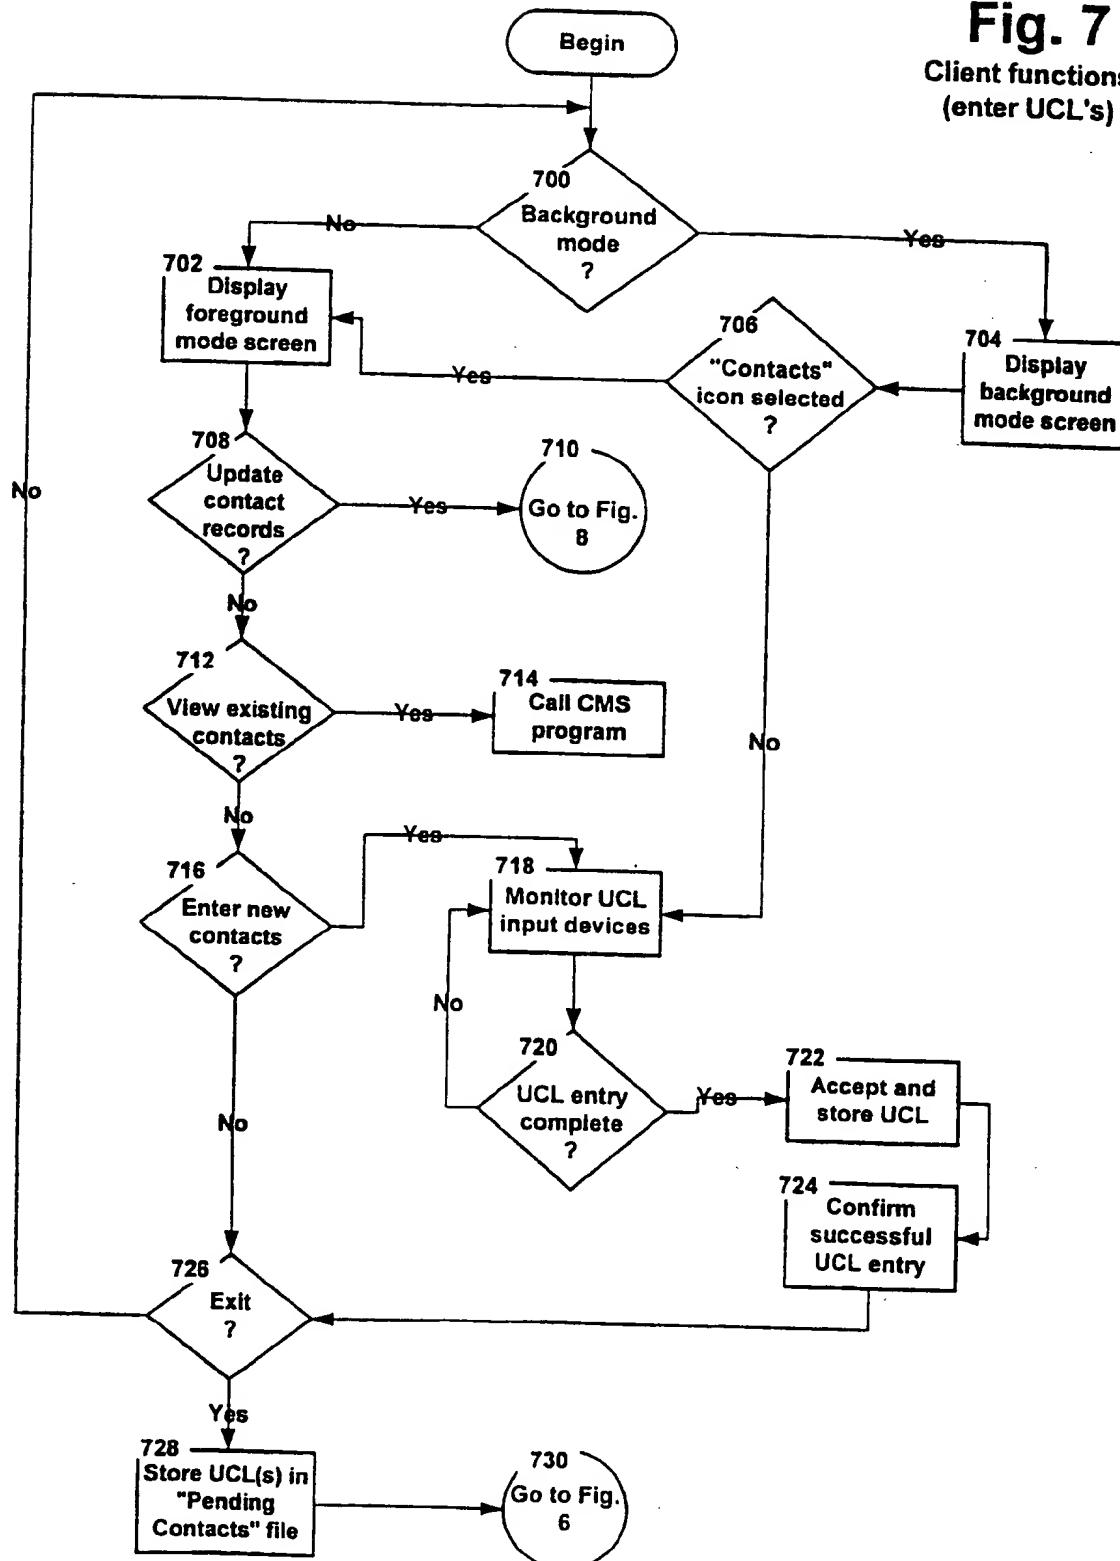 Fig. 7
Client functions
(enter UCL's)
Begin
700
Background
mode
?
No
Yes
702
Display
foreground
mode screen
706
"Contacts"
icon selected
?
704
Display
background
mode screen
Yes
708
Update
contact
records
?
Yes
710
Go to Fig.
8
No
No
712
View existing
contacts
?
Yes
714
Call CMS
program
No
No
716
Enter new
contacts
?
Yes
718
Monitor UCL
input devices
No
720
UCL entry
complete
?
Yes
722
Accept and
store UCL
No
724
Confirm
successful
UCL entry
726
Exit
?
Yes
728
Store UCL(s) in
"Pending
Contacts" file
730
Go to Fig.
6